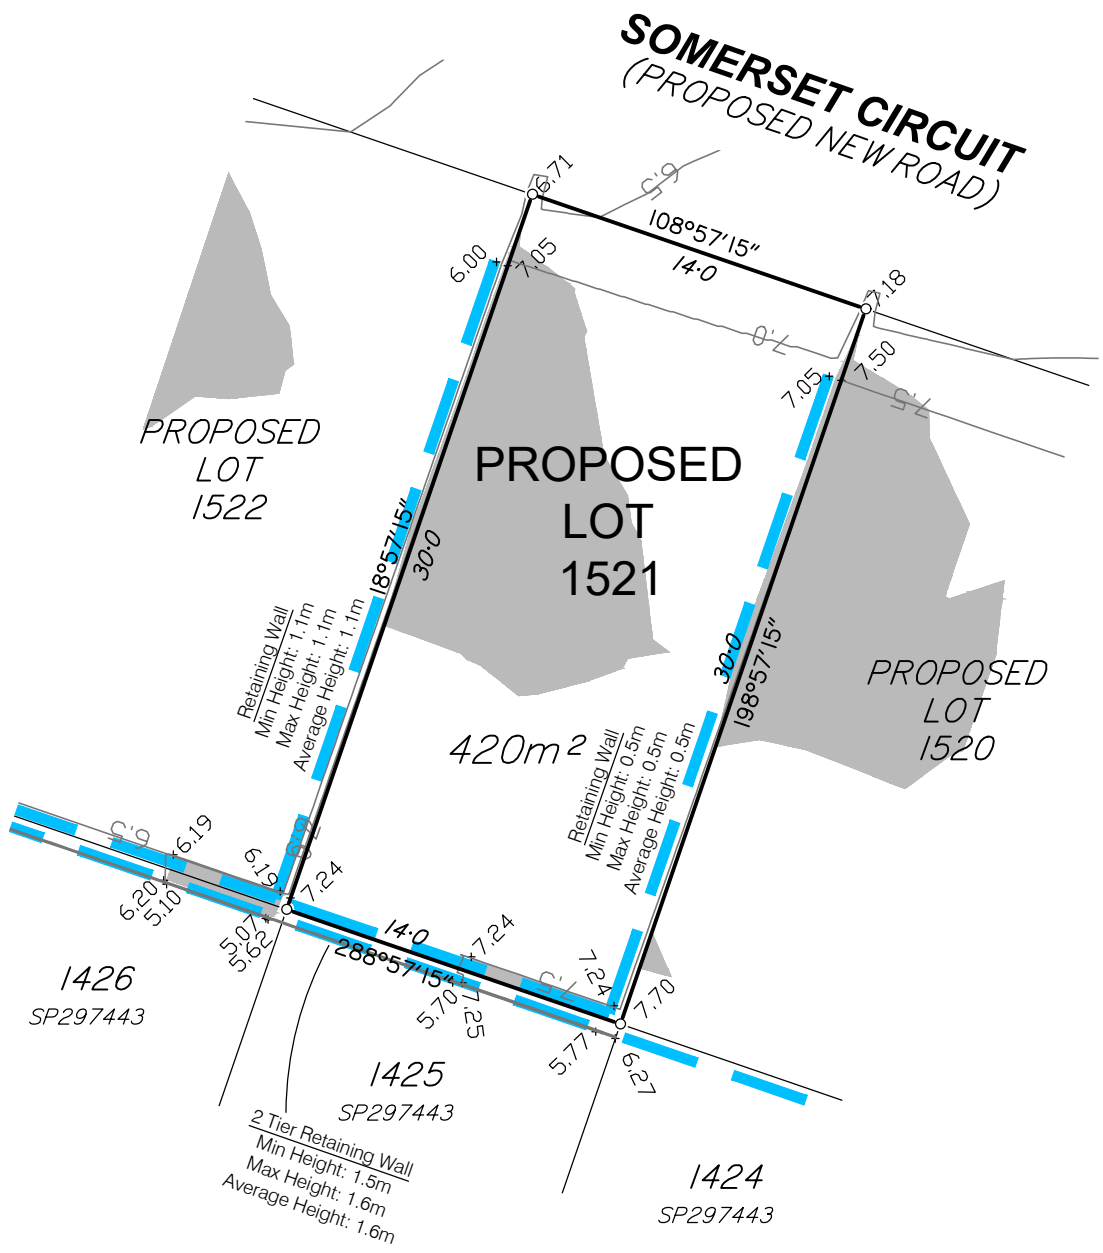 SOMERSET CIRCUIT
(PROPOSED NEW ROAD)
6.71
6.5
108°57'15"
14·0
7.18
6.00
7.05
7.0
7.05
7.50
7.5
PROPOSED
LOT
1522
PROPOSED
LOT
1521
18°57'15"
30·0
30·0
198°57'15"
PROPOSED
LOT
1520
Retaining Wall
Min Height: 1.1m
Max Height: 1.1m
Average Height: 1.1m
420m²
Retaining Wall
Min Height: 0.5m
Max Height: 0.5m
Average Height: 0.5m
6.5
6.19
6.19
7.24
6.20
5.10
5.07
5.62
14·0
288°57'15"
7.24
7.5
7.24
7.70
5.70
7.25
5.77
6.27
1426
SP297443
1425
SP297443
1424
SP297443
2 Tier Retaining Wall
Min Height: 1.5m
Max Height: 1.6m
Average Height: 1.6m